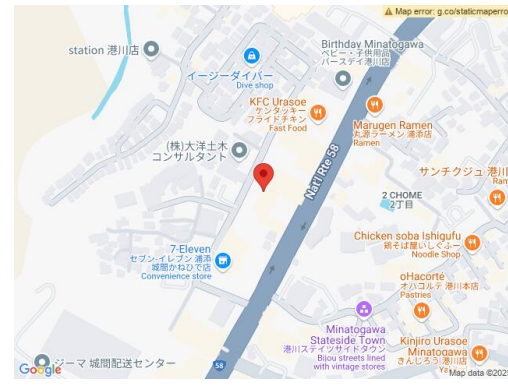 Map error: g.co/staticmaperro
station 港川店
イージーダイバー
Dive shop
Birthday Minatogawa
ベビー・子供用品
バースデイ港川店
KFC Urasoe
ケンタッキー
フライドチキン
Fast Food
Marugen Ramen
丸源ラーメン 浦添店
Ramen
(株)大洋土木
コンサルタント
Nat'l Rte 58
サンチクジュ 港川
Ram
2 CHOME
2丁目
Chicken soba Ishigufu
鶏そば屋いしぐふー
Noodle Shop
7-Eleven
セブン-イレブン 浦添
城間かねひで店
Convenience store
oHacorté
オハコルテ 港川本店
Pastries
Minatogawa
Stateside Town
港川ステイツサイドタウン
Bijou streets lined
with vintage stores
Kinjiro Urasoe
Minatogawa
きんじろう 港川店
Ya
58
ジーマ 城間配送センター
Google
Map data ©2025